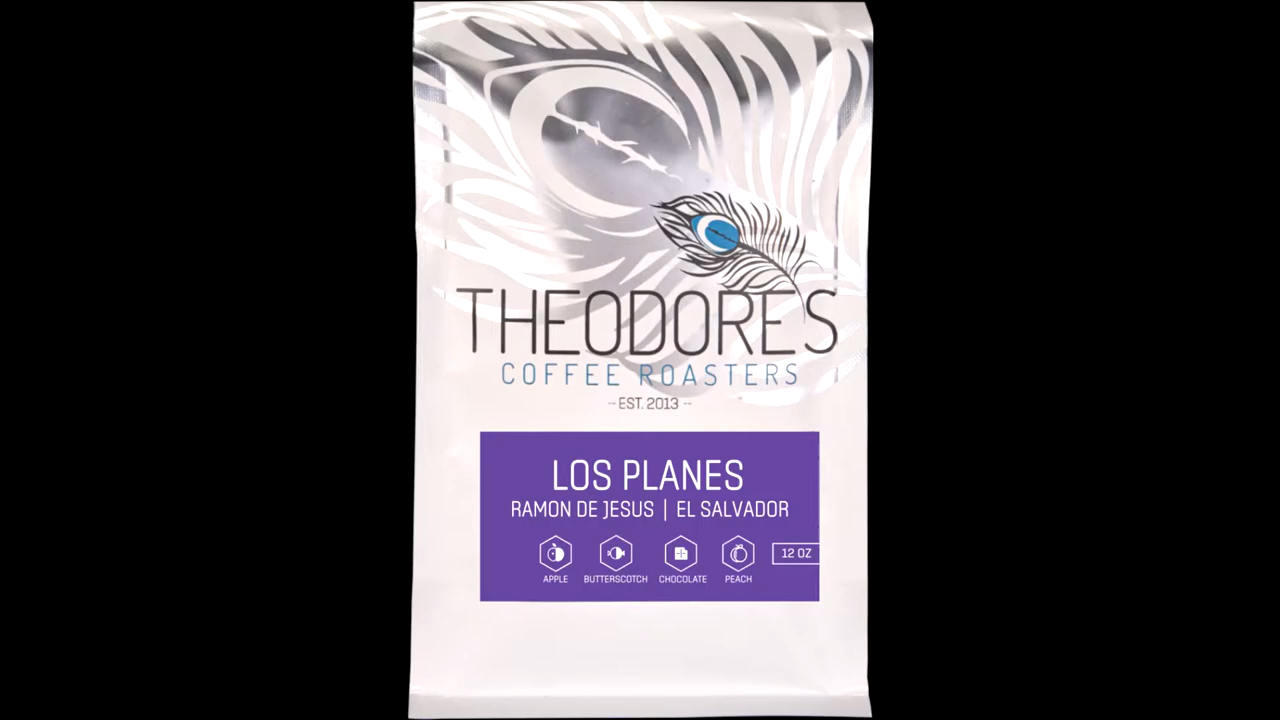 THEODORES
COFFEE ROASTERS
EST. 2013
LOS PLANES
RAMON DE JESUS | EL SALVADOR
12 OZ
APPLE BUTTERSCOTCH CHOCOLATE PEACH